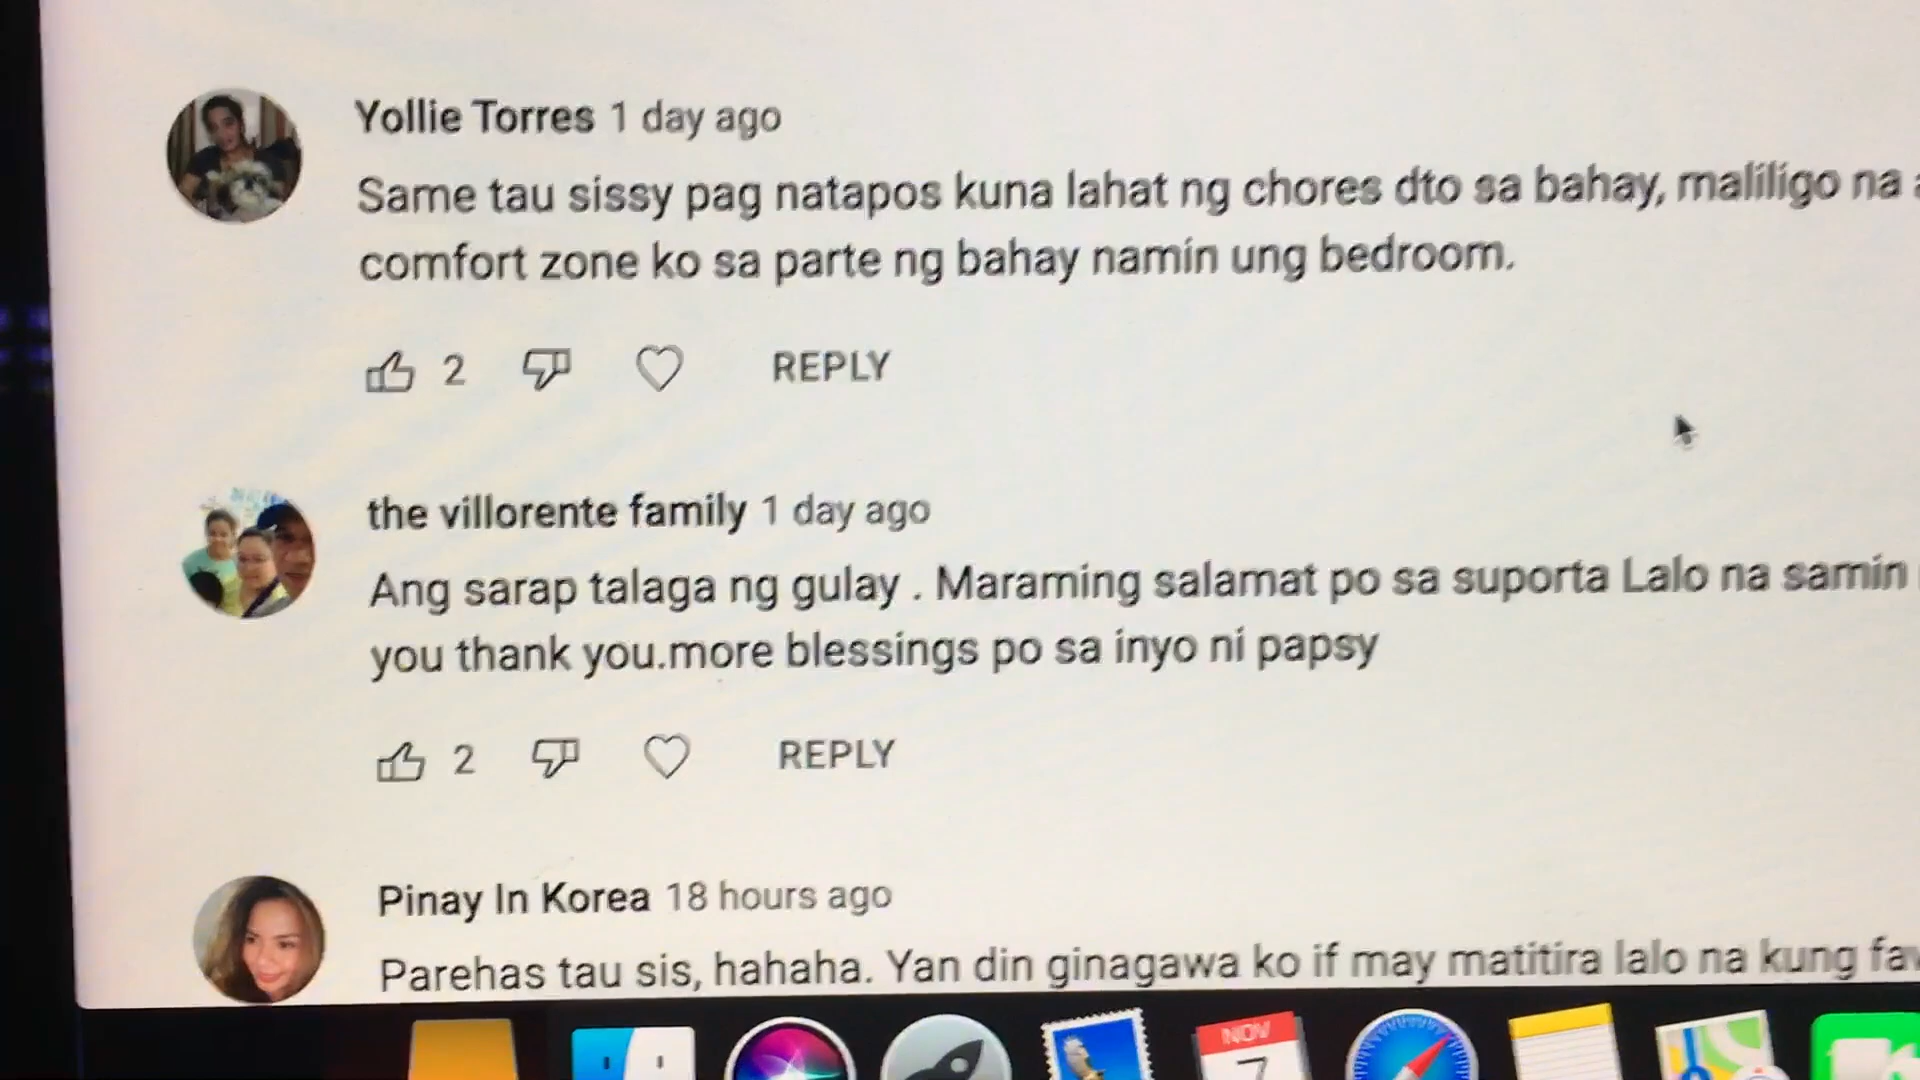 Yollie Torres 1 day ago
Same tau sissy pag natapos kuna lahat ng chores dto sa bahay, maliligo na
comfort zone ko sa parte ng bahay namin ung bedroom.
2 REPLY
the villorente family 1 day ago
Ang sarap talaga ng gulay . Maraming salamat po sa suporta Lalo na samin
you thank you.more blessings po sa inyo ni papsy
2 REPLY
Pinay In Korea 18 hours ago
Parehas tau sis, hahaha. Yan din ginagawa ko if may matitira lalo na kung
NOV
7